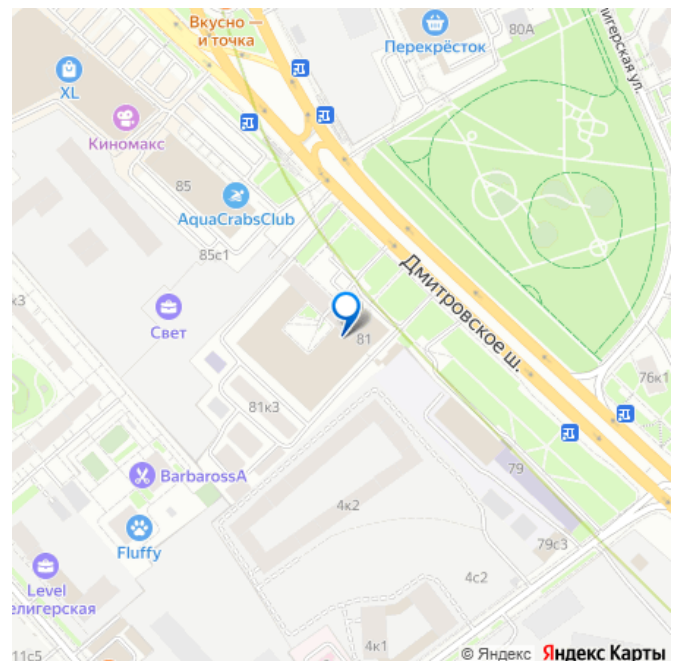 Вкусно —
и точка
80А
лигерская ул.
Перекрёсток
XL
Киномакс
85
AquaCrabsClub
85с1
Дмитровское ш.
к3
Свет
81
76к1
81к3
BarbarossA
79
4к2
Fluffy
79с3
Level
елигерская
4с2
11с5
4к1
© Яндекс Яндекс Карты